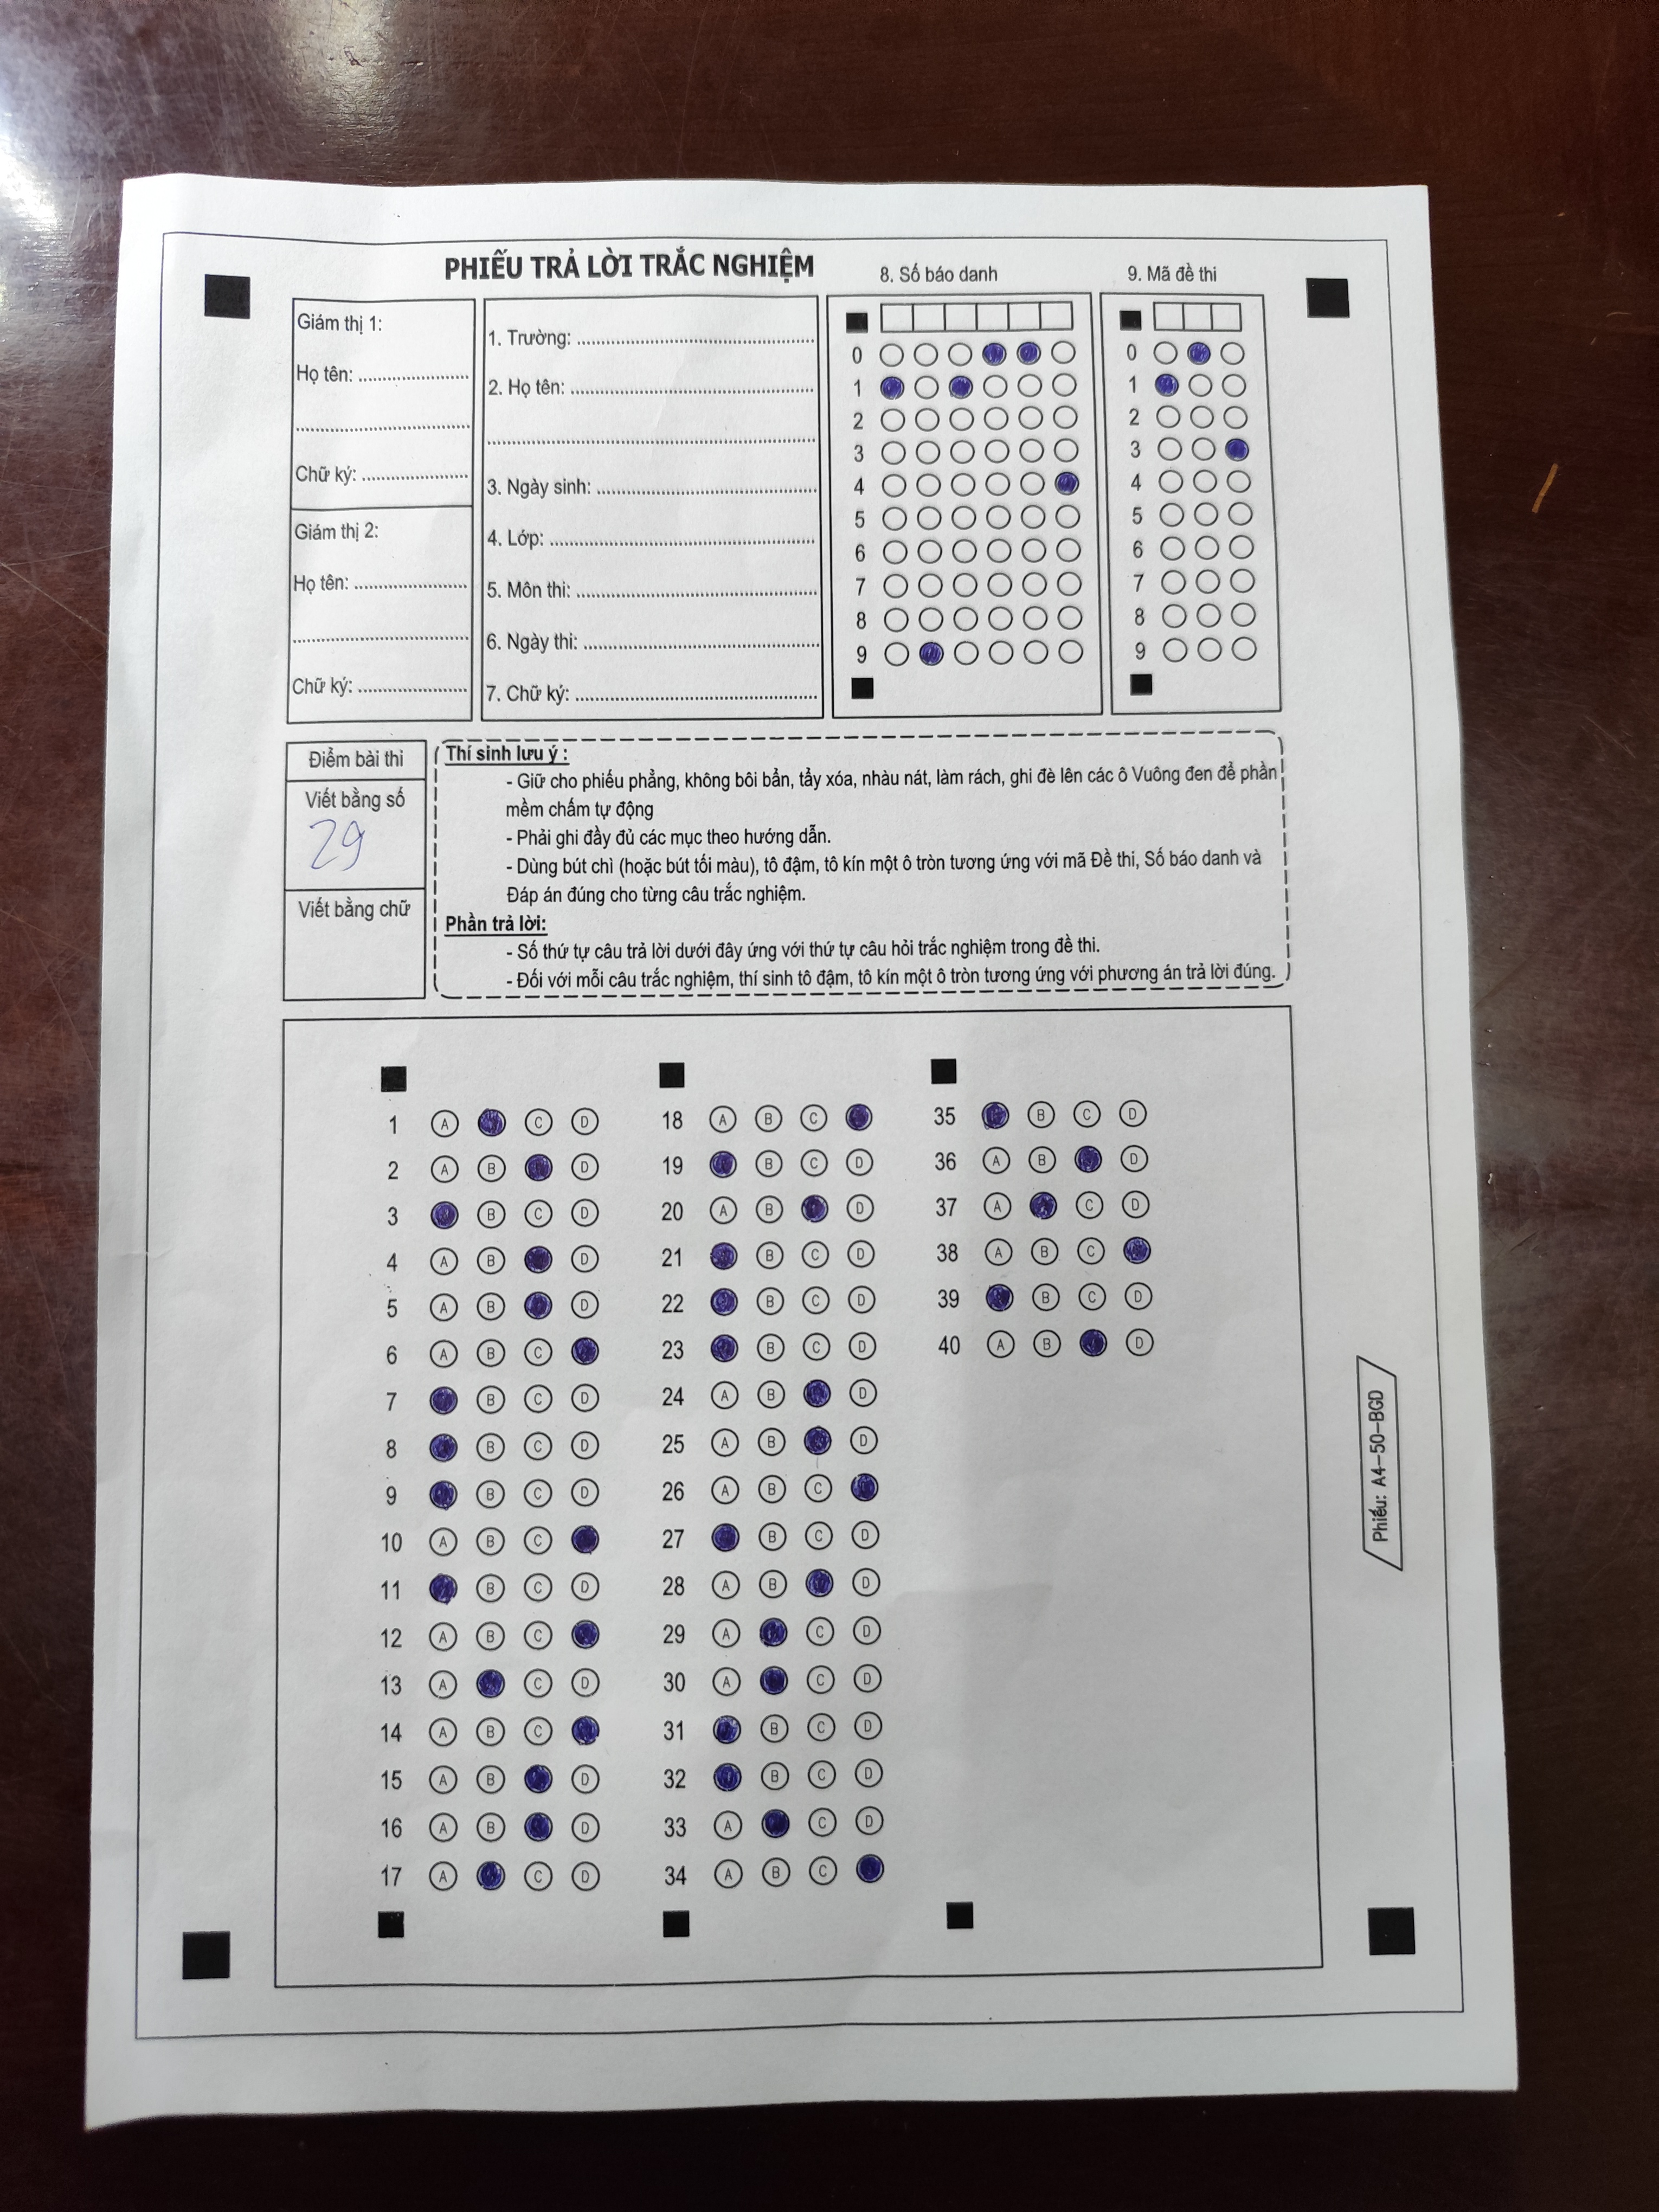 PHIẾU TRẢ LỜI TRẮC NGHIỆM
8. Số báo danh
9. Mã đề thi
Giám thị 1:
Họ tên: ....................
....................
Chữ ký: ....................
Giám thị 2:
Họ tên: ....................
....................
Chữ ký: ....................
1. Trường: ....................
2. Họ tên: ....................
....................
3. Ngày sinh: ....................
4. Lớp: ....................
5. Môn thi: ....................
6. Ngày thi: ....................
7. Chữ ký: ....................
0
1
2
3
4
5
6
7
8
9
0
1
2
3
4
5
6
7
8
9
Điểm bài thi
Viết bằng số
29
Viết bằng chữ
Thí sinh lưu ý :
- Giữ cho phiếu phẳng, không bôi bẩn, tẩy xóa, nhàu nát, làm rách, ghi đè lên các ô Vuông đen để phần
mềm chấm tự động
- Phải ghi đầy đủ các mục theo hướng dẫn.
- Dùng bút chì (hoặc bút tối màu), tô đậm, tô kín một ô tròn tương ứng với mã Đề thi, Số báo danh và
Đáp án đúng cho từng câu trắc nghiệm.
Phần trả lời:
- Số thứ tự câu trả lời dưới đây ứng với thứ tự câu hỏi trắc nghiệm trong đề thi.
- Đối với mỗi câu trắc nghiệm, thí sinh tô đậm, tô kín một ô tròn tương ứng với phương án trả lời đúng.
1 A C D
2 A B D
3 B C D
4 A B D
5 A B D
6 A B C
7 B C D
8 B C D
9 B C D
10 A B C
11 B C D
12 A B C
13 A C D
14 A B C
15 A B D
16 A B D
17 A C D
18 A B C
19 B C D
20 A B D
21 B C D
22 B C D
23 B C D
24 A B D
25 A B D
26 A B C
27 B C D
28 A B D
29 A C D
30 A C D
31 B C D
32 B C D
33 A C D
34 A B C
35 B C D
36 A B D
37 A C D
38 A B C
39 B C D
40 A B D
Phiếu: A4-50-BGD